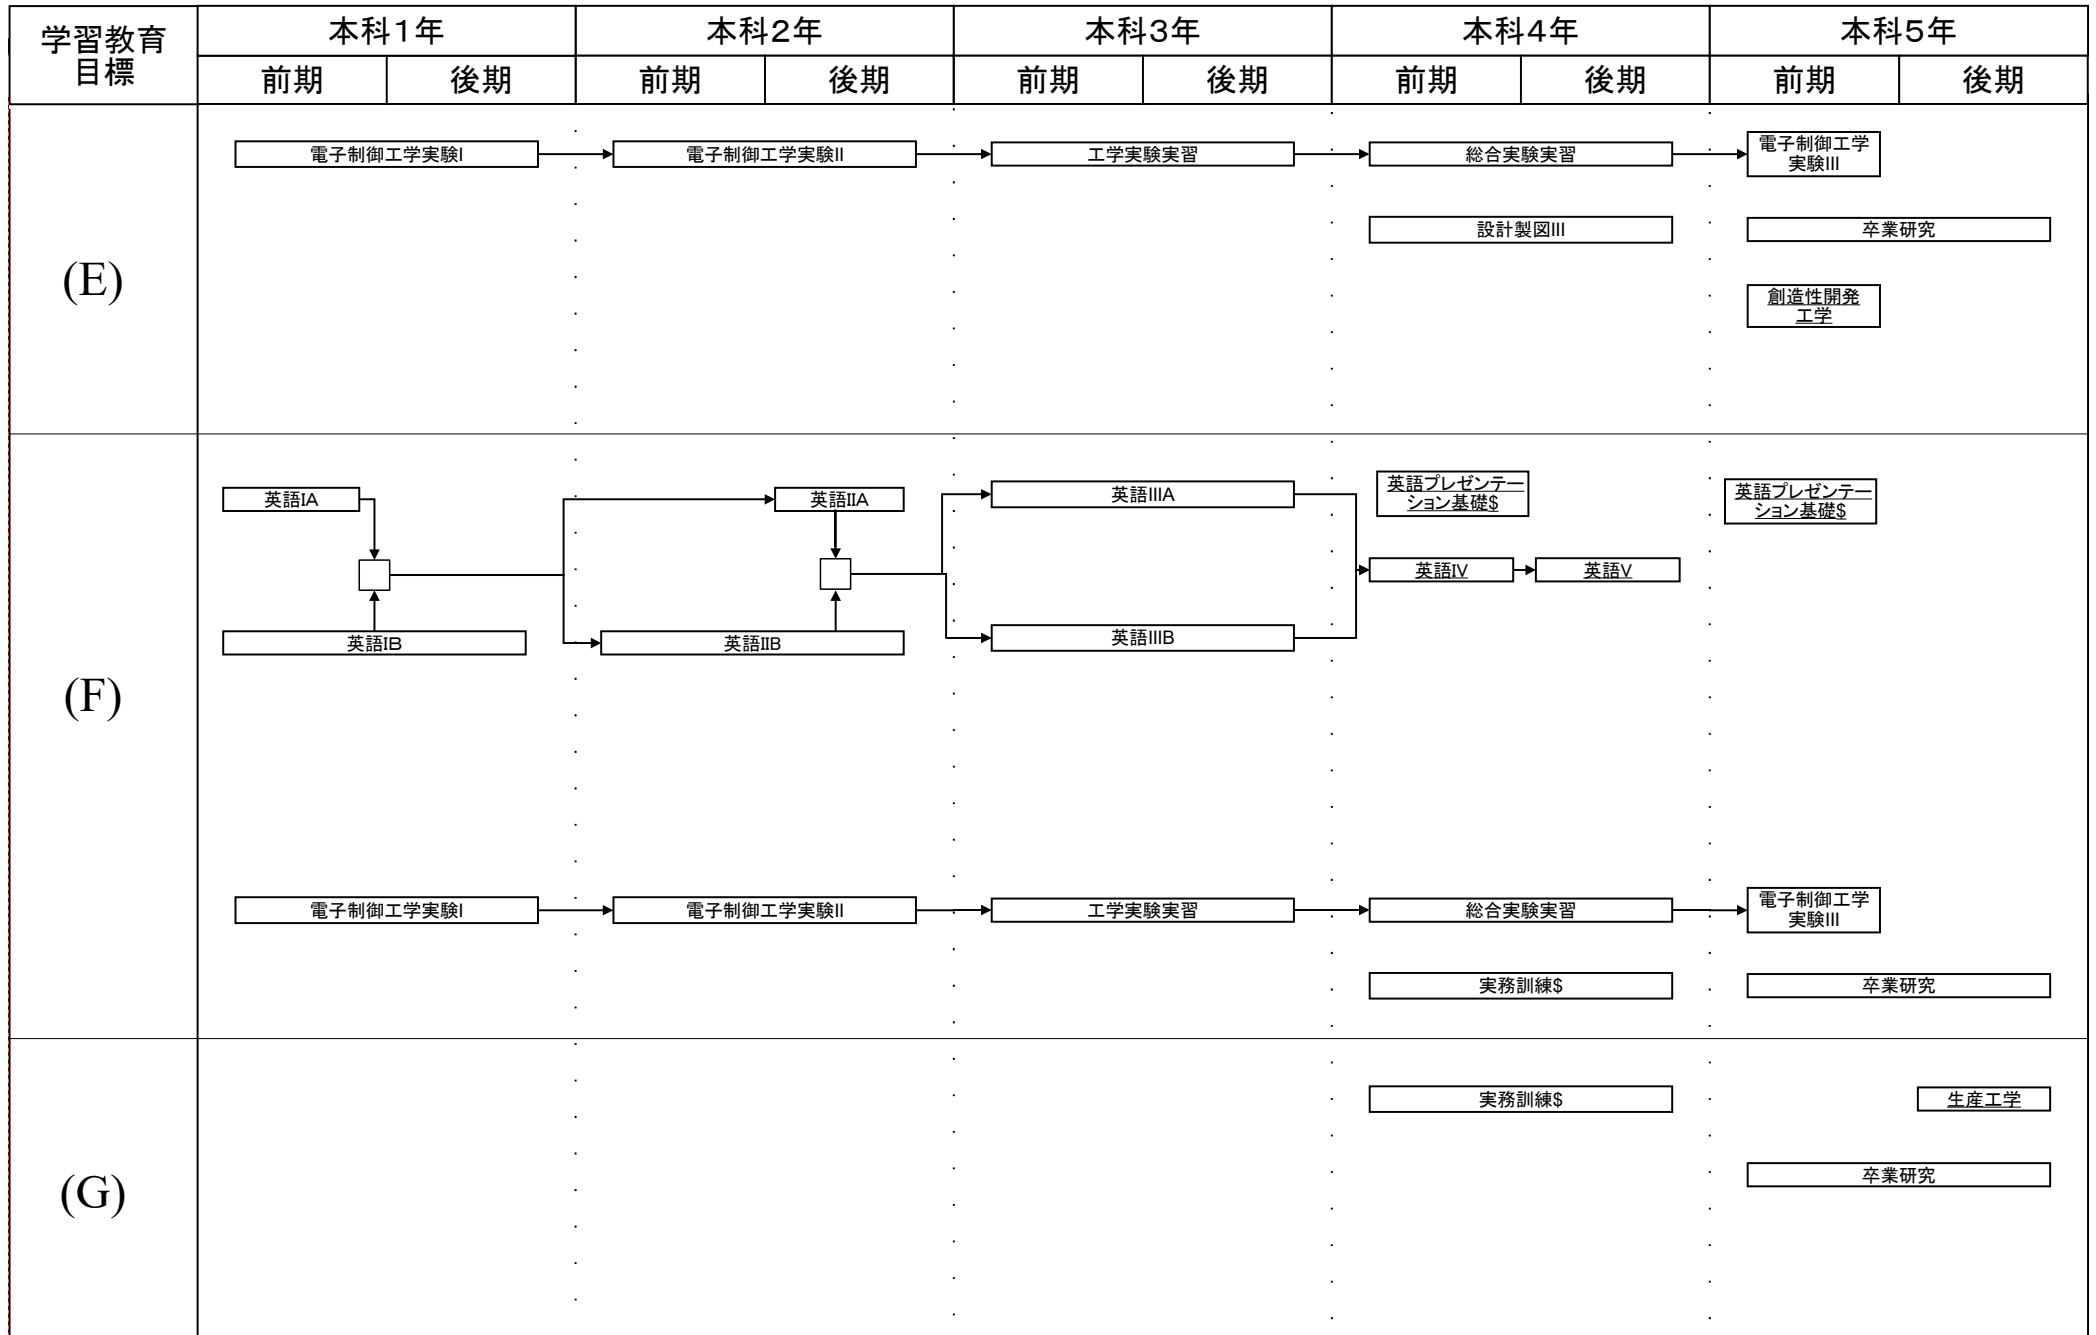 学習教育
目標
本科1年
本科2年
本科3年
本科4年
本科5年
前期
後期
前期
後期
前期
後期
前期
後期
前期
後期
(E)
電子制御工学実験I
電子制御工学実験II
工学実験実習
総合実験実習
電子制御工学
実験III
設計製図III
卒業研究
創造性開発
工学
(F)
英語IA
英語IIA
英語IIIA
英語プレゼンテー
ション基礎$
英語プレゼンテー
ション基礎$
英語IV
英語V
英語IB
英語IIB
英語IIIB
電子制御工学実験I
電子制御工学実験II
工学実験実習
総合実験実習
電子制御工学
実験III
実務訓練$
卒業研究
(G)
実務訓練$
生産工学
卒業研究